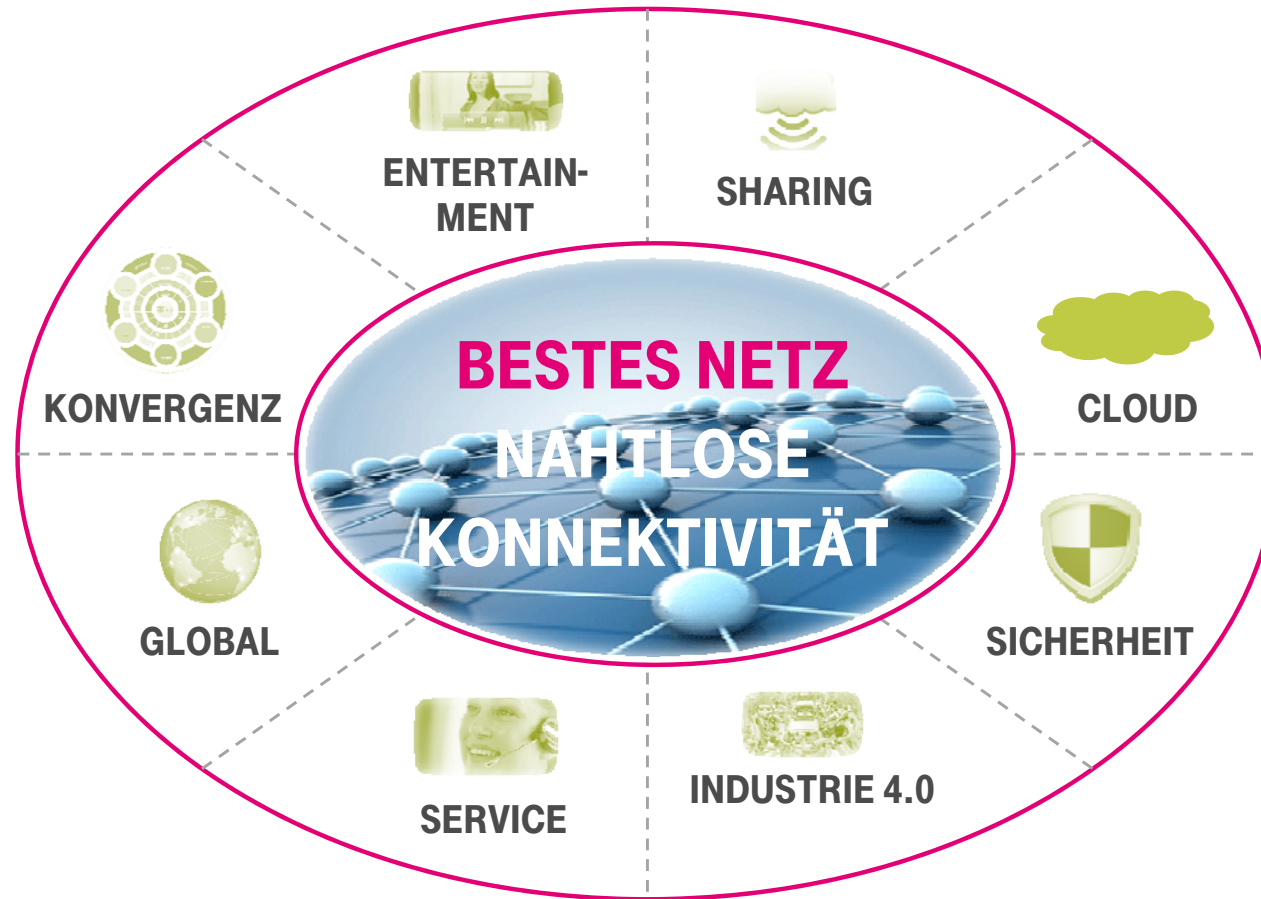 ENTERTAIN-
MENT
SHARING
KONVERGENZ
CLOUD
BESTES NETZ
NAHTLOSE
KONNEKTIVITÄT
GLOBAL
SICHERHEIT
SERVICE
INDUSTRIE 4.0